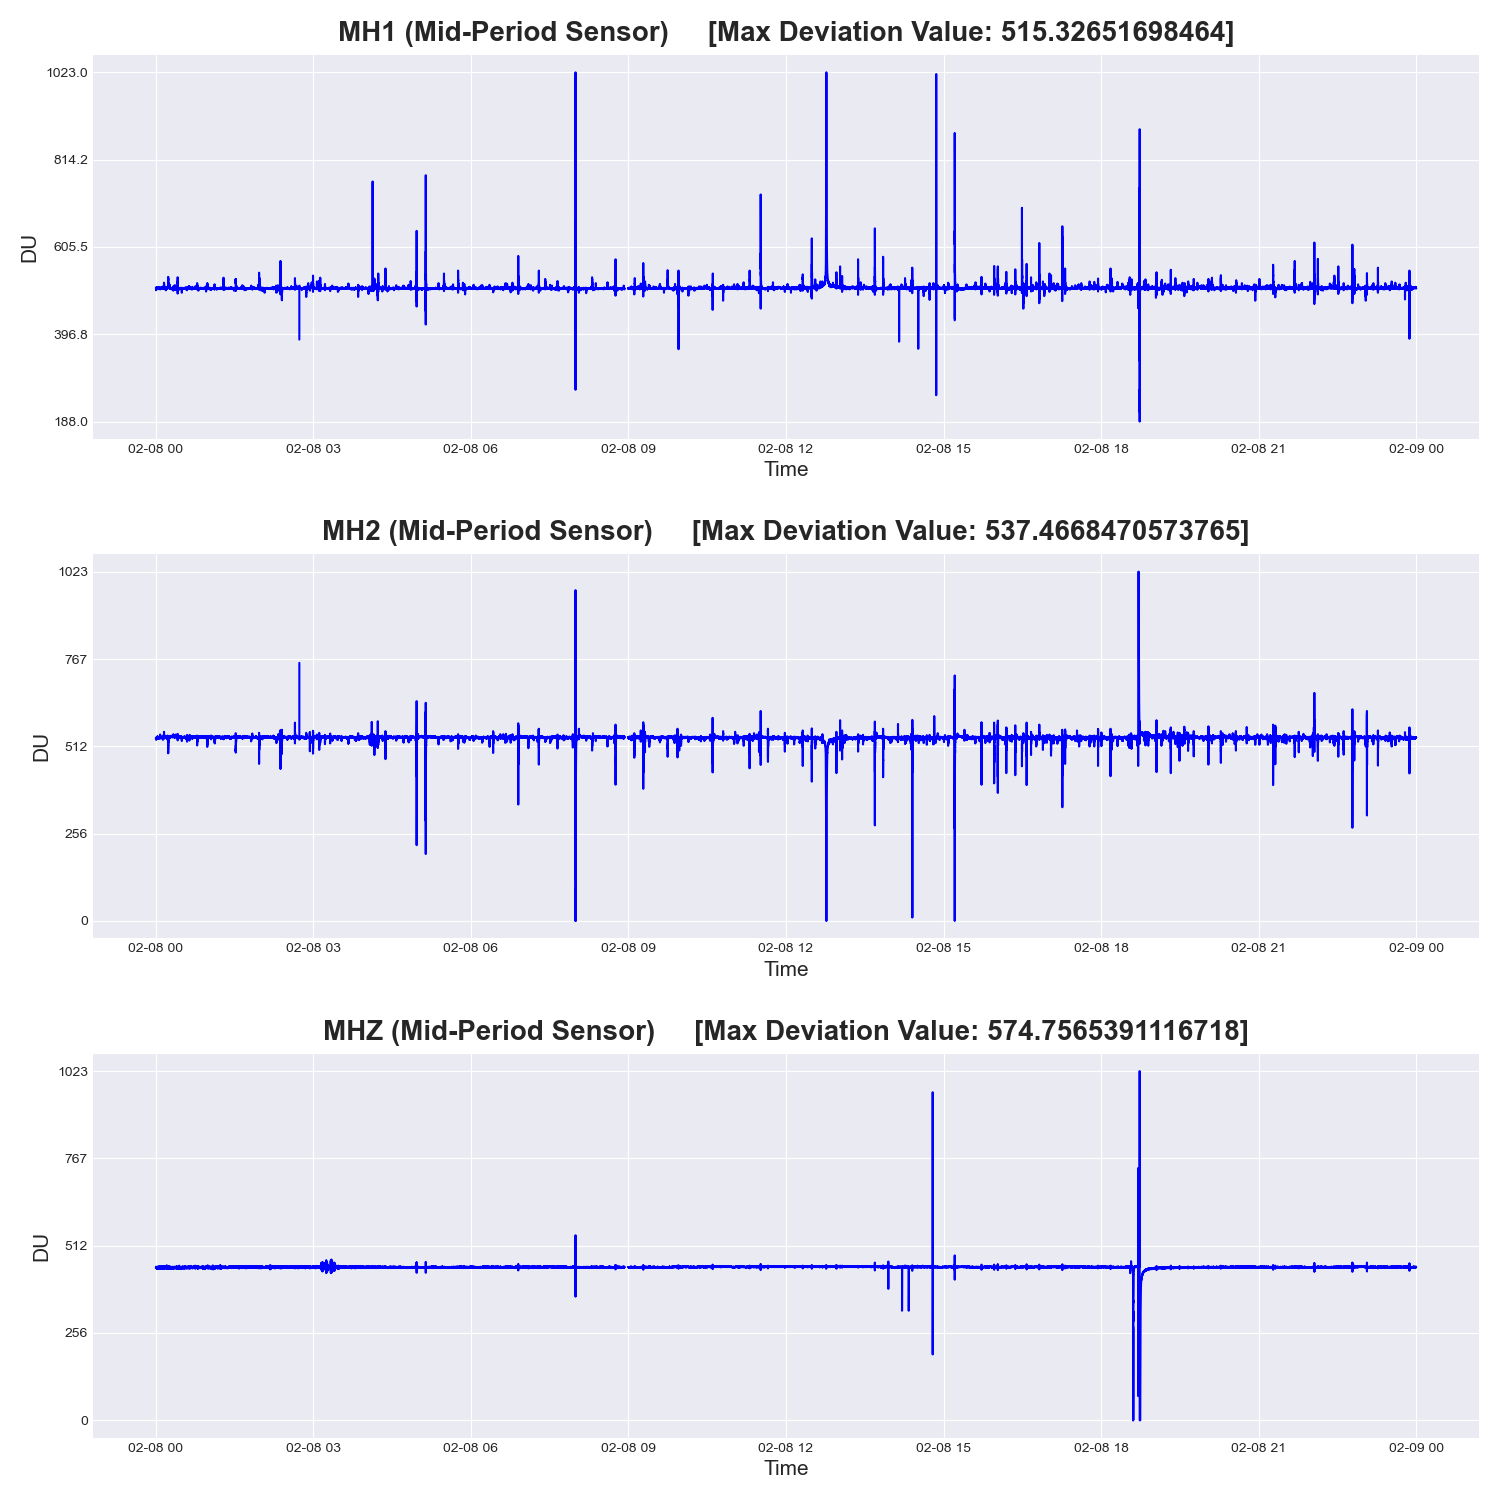 MH1 (Mid-Period Sensor) [Max Deviation Value: 515.32651698464]
1023.0
814.2
605.5
396.8
188.0
DU
02-08 00 02-08 03 02-08 06 02-08 09 02-08 12 02-08 15 02-08 18 02-08 21 02-09 00
Time
MH2 (Mid-Period Sensor) [Max Deviation Value: 537.4668470573765]
1023
767
512
256
0
DU
02-08 00 02-08 03 02-08 06 02-08 09 02-08 12 02-08 15 02-08 18 02-08 21 02-09 00
Time
MHZ (Mid-Period Sensor) [Max Deviation Value: 574.7565391116718]
1023
767
512
256
0
DU
02-08 00 02-08 03 02-08 06 02-08 09 02-08 12 02-08 15 02-08 18 02-08 21 02-09 00
Time